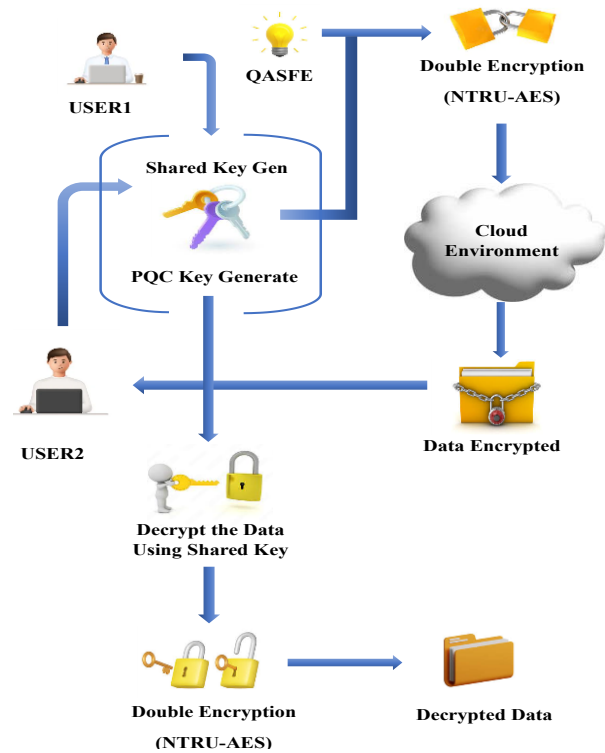 USER1
QASFE
Double Encryption
(NTRU-AES)
Shared Key Gen
PQC Key Generate
Cloud
Environment
USER2
Data Encrypted
Decrypt the Data
Using Shared Key
Double Encryption
(NTRU-AES)
Decrypted Data